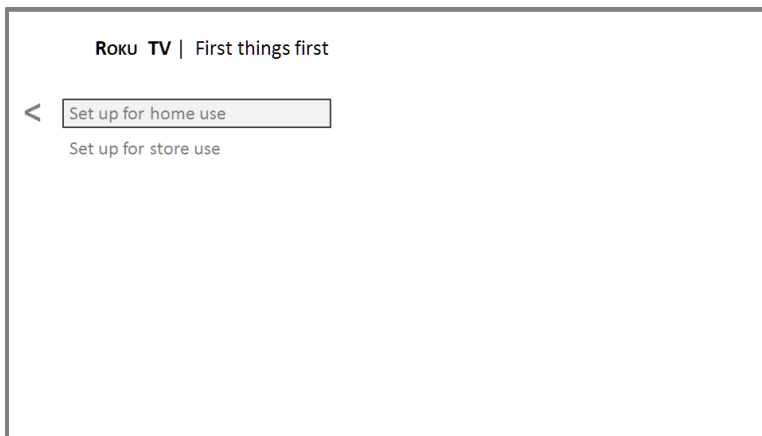 Roku TV | First things first
<
Set up for home use
Set up for store use